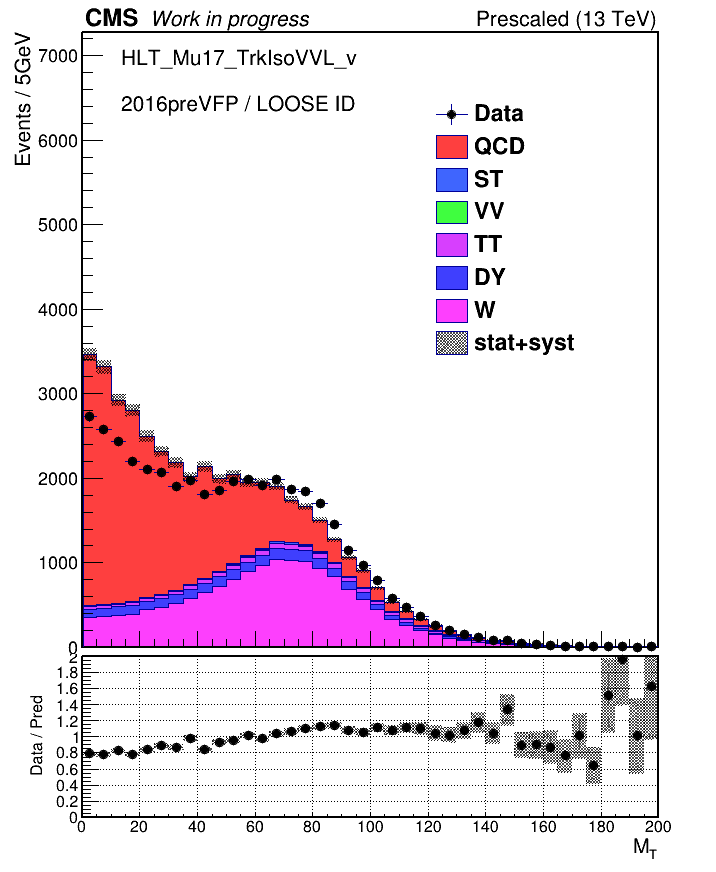 CMS Work in progress Prescaled (13 TeV)
HLT_Mu17_TrkIsoVVL_v
2016preVFP / LOOSE ID
Events / 5GeV
7000
6000
5000
4000
3000
2000
1000
0
Data
QCD
ST
VV
TT
DY
W
stat+syst
Data / Pred
2
1.8
1.6
1.4
1.2
1
0.8
0.6
0.4
0.2
0
0 20 40 60 80 100 120 140 160 180 200
M_T